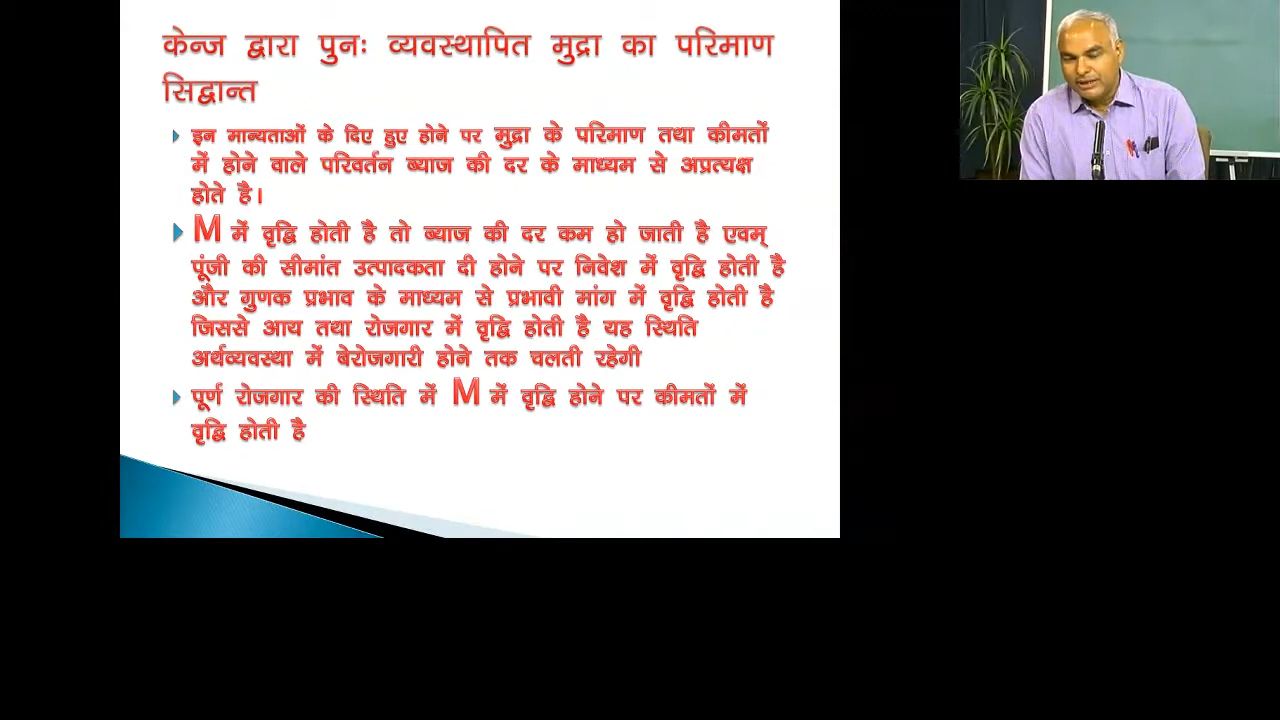 केन्ज द्वारा पुनः व्यवस्थापित मुद्रा का परिमाण
सिद्वान्त
इन मान्यताओं के दिए हुए होने पर मुद्रा के परिमाण तथा कीमतों
में होने वाले परिवर्तन ब्याज की दर के माध्यम से अप्रत्यक्ष
होते है।
M में वृद्वि होती है तो ब्याज की दर कम हो जाती है एवम्
पूंजी की सीमांत उत्पादकता दी होने पर निवेश में वृद्वि होती है
और गुणक प्रभाव के माध्यम से प्रभावी मांग में वृद्वि होती है
जिससे आय तथा रोजगार में वृद्वि होती है यह स्थिति
अर्थव्यवस्था में बेरोजगारी होने तक चलती रहेगी
पूर्ण रोजगार की स्थिति में M में वृद्वि होने पर कीमतों में
वृद्वि होती है